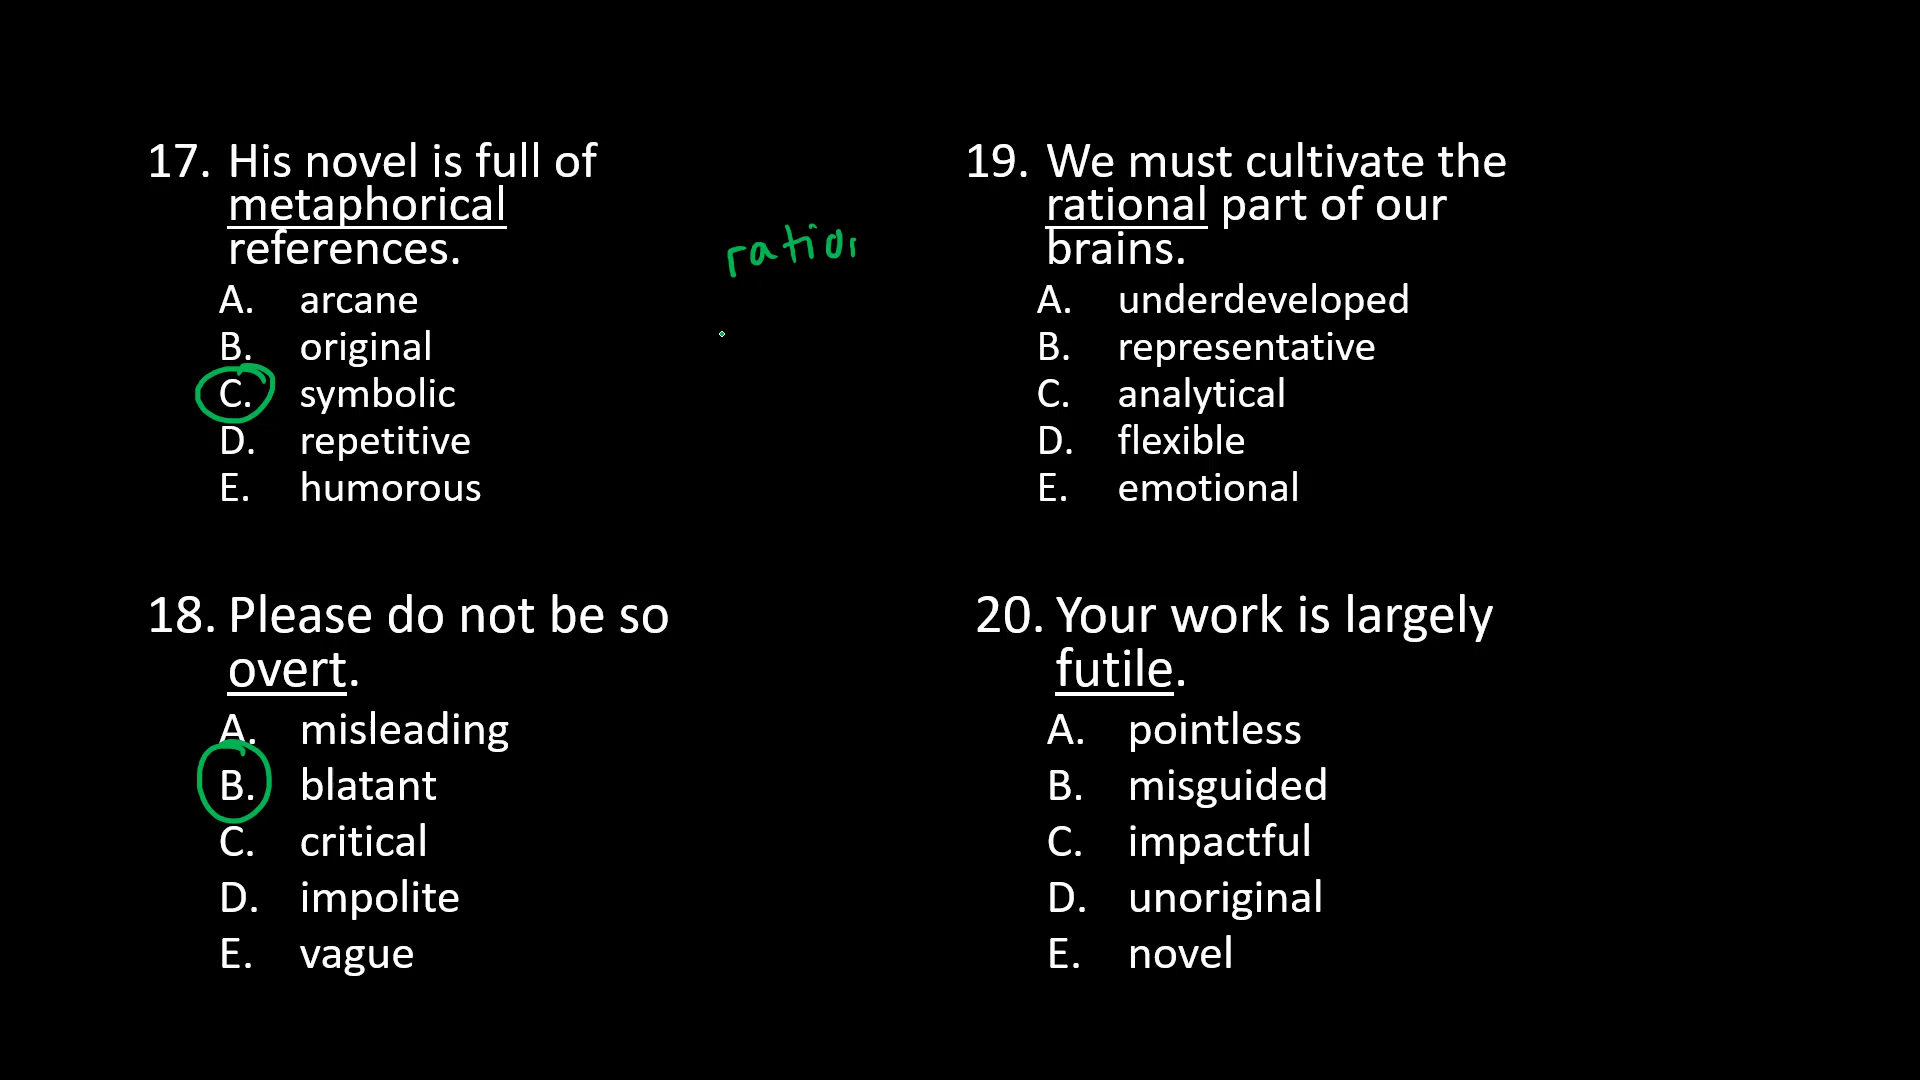 17. His novel is full of
metaphorical
references.
A. arcane
B. original
C. symbolic
D. repetitive
E. humorous
18. Please do not be so
overt.
A. misleading
B. blatant
C. critical
D. impolite
E. vague
ration
19. We must cultivate the
rational part of our
brains.
A. underdeveloped
B. representative
C. analytical
D. flexible
E. emotional
20. Your work is largely
futile.
A. pointless
B. misguided
C. impactful
D. unoriginal
E. novel